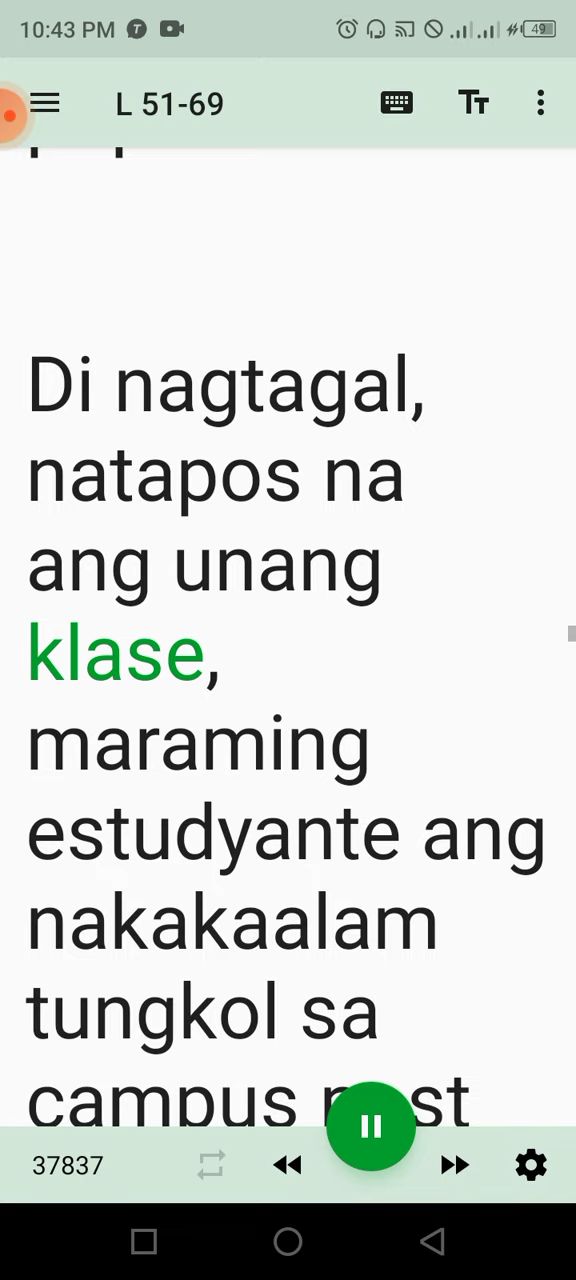 10:43 PM
49
L 51-69
Di nagtagal,
natapos na
ang unang
klase,
maraming
estudyante ang
nakakaalam
tungkol sa
campus
37837